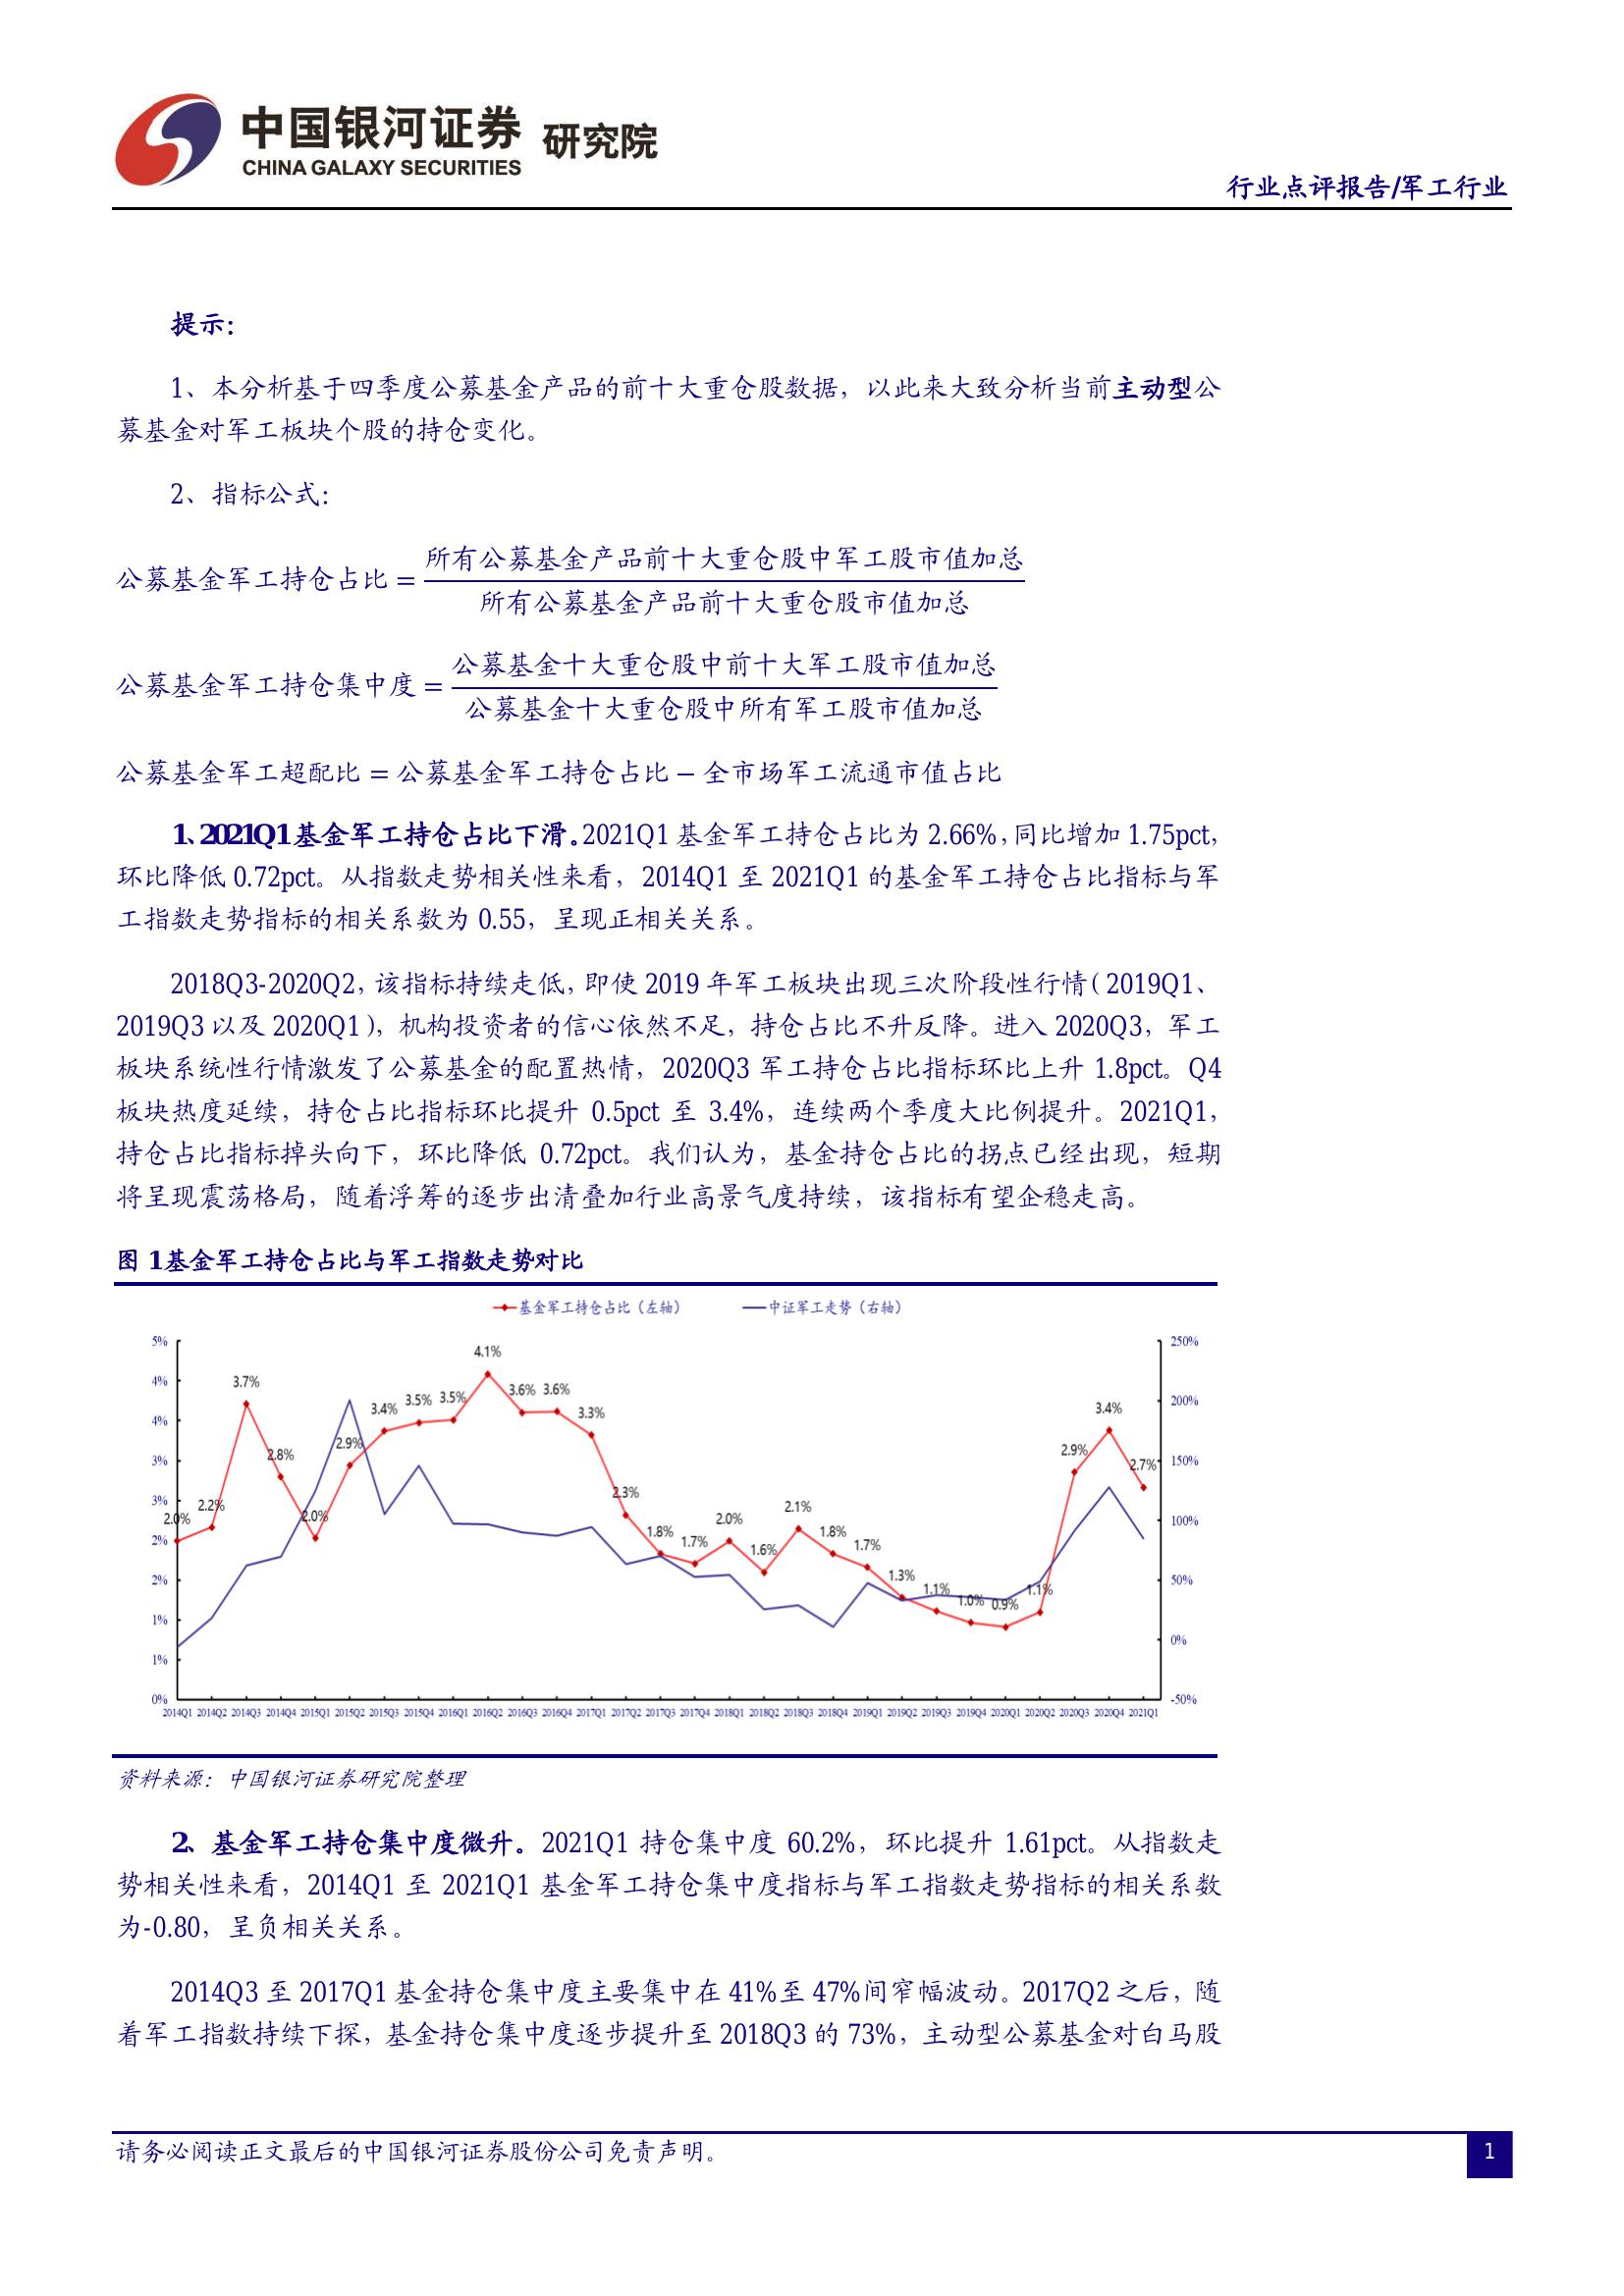 中国银河证券 研究院
CHINA GALAXY SECURITIES
行业点评报告/军工行业
提示：
1、本分析基于四季度公募基金产品的前十大重仓股数据，以此来大致分析当前主动型公
募基金对军工板块个股的持仓变化。
2、指标公式：
所有公募基金产品前十大重仓股中军工股市值加总
公募基金军工持仓占比 =
所有公募基金产品前十大重仓股市值加总
公募基金十大重仓股中前十大军工股市值加总
公募基金军工持仓集中度 =
公募基金十大重仓股中所有军工股市值加总
公募基金军工超配比 = 公募基金军工持仓占比 − 全市场军工流通市值占比
1、2021Q1基金军工持仓占比下滑。2021Q1 基金军工持仓占比为 2.66%，同比增加 1.75pct，
环比降低 0.72pct。从指数走势相关性来看，2014Q1 至 2021Q1 的基金军工持仓占比指标与军
工指数走势指标的相关系数为 0.55，呈现正相关关系。
2018Q3-2020Q2，该指标持续走低，即使 2019 年军工板块出现三次阶段性行情（2019Q1、
2019Q3 以及 2020Q1），机构投资者的信心依然不足，持仓占比不升反降。进入 2020Q3，军工
板块系统性行情激发了公募基金的配置热情，2020Q3 军工持仓占比指标环比上升 1.8pct。Q4
板块热度延续，持仓占比指标环比提升 0.5pct 至 3.4%，连续两个季度大比例提升。2021Q1，
持仓占比指标掉头向下，环比降低 0.72pct。我们认为，基金持仓占比的拐点已经出现，短期
将呈现震荡格局，随着浮筹的逐步出清叠加行业高景气度持续，该指标有望企稳走高。
图 1基金军工持仓占比与军工指数走势对比
基金军工持仓占比（左轴） 中证军工走势（右轴）
5% 4% 4% 3% 3% 2% 2% 1% 1% 0%
2.0% 2.2% 3.7% 2.8% 2.0% 2.9% 3.4% 3.5% 3.5% 4.1% 3.6% 3.6% 3.3% 2.3% 1.8% 1.7% 2.0% 1.6% 2.1% 1.8% 1.7% 1.3% 1.1% 1.0% 0.9% 1.1% 2.9% 3.4% 2.7%
250% 200% 150% 100% 50% 0% -50%
2014Q1 2014Q2 2014Q3 2014Q4 2015Q1 2015Q2 2015Q3 2015Q4 2016Q1 2016Q2 2016Q3 2016Q4 2017Q1 2017Q2 2017Q3 2017Q4 2018Q1 2018Q2 2018Q3 2018Q4 2019Q1 2019Q2 2019Q3 2019Q4 2020Q1 2020Q2 2020Q3 2020Q4 2021Q1
资料来源：中国银河证券研究院整理
2、基金军工持仓集中度微升。2021Q1 持仓集中度 60.2%，环比提升 1.61pct。从指数走
势相关性来看，2014Q1 至 2021Q1 基金军工持仓集中度指标与军工指数走势指标的相关系数
为-0.80，呈负相关关系。
2014Q3 至 2017Q1 基金持仓集中度主要集中在 41%至 47%间窄幅波动。2017Q2 之后，随
着军工指数持续下探，基金持仓集中度逐步提升至 2018Q3 的 73%，主动型公募基金对白马股
请务必阅读正文最后的中国银河证券股份公司免责声明。
1